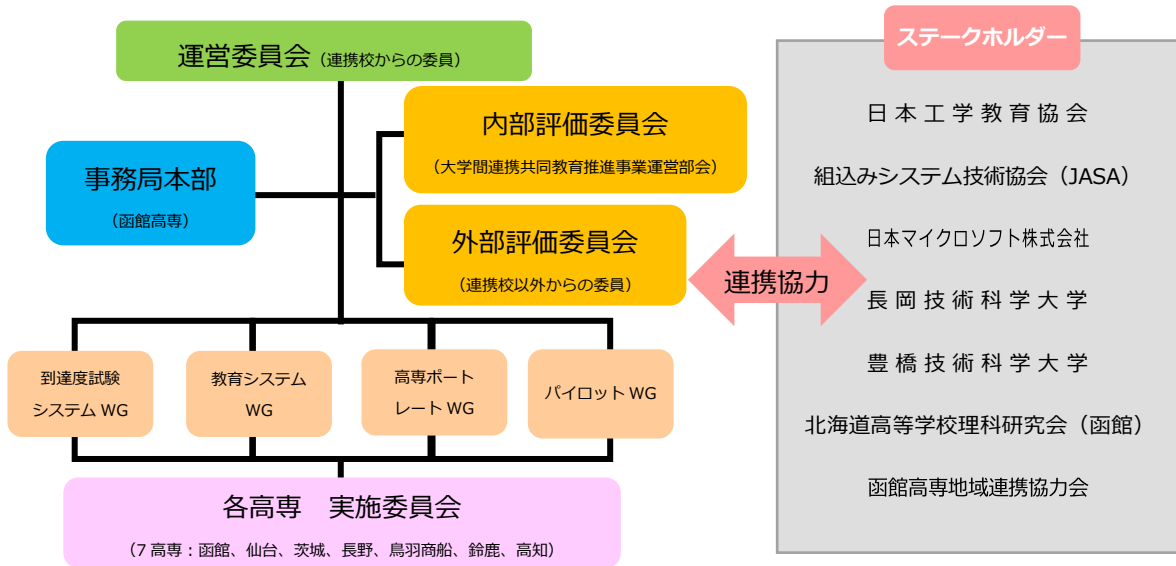 運営委員会（連携校からの委員）
内部評価委員会
（大学間連携共同教育推進事業運営部会）
事務局本部
（函館高専）
外部評価委員会
（連携校以外からの委員）
連携協力
到達度試験
システム WG
教育システム
WG
高専ポート
レート WG
パイロット WG
各高専　実施委員会
（7 高専：函館、仙台、茨城、長野、鳥羽商船、鈴鹿、高知）
ステークホルダー
日本工学教育協会
組込みシステム技術協会（JASA）
日本マイクロソフト株式会社
長岡技術科学大学
豊橋技術科学大学
北海道高等学校理科研究会（函館）
函館高専地域連携協力会